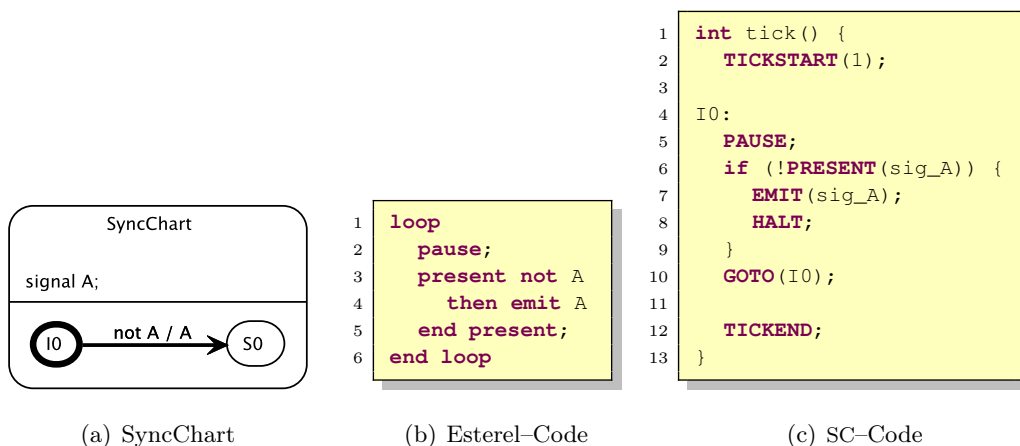 SyncChart
signal A;
I0
not A / A
S0
1 loop
2 pause;
3 present not A
4 then emit A
5 end present;
6 end loop
1 int tick() {
2 TICKSTART(1);
3
4 I0:
5 PAUSE;
6 if (!PRESENT(sig_A)) {
7 EMIT(sig_A);
8 HALT;
9 }
10 GOTO(I0);
11
12 TICKEND;
13 }
(a) SyncChart
(b) Esterel–Code
(c) SC–Code